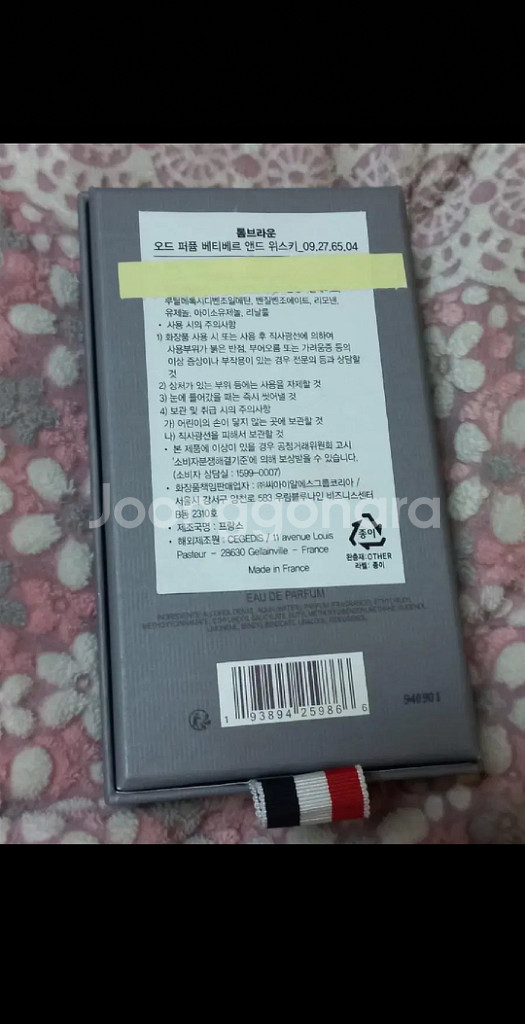 톰브라운
오드 퍼퓸 베티베르 앤드 위스키_09,27,65,04
부틸메톡시디벤조일메탄, 벤질벤조에이트, 리모넨,
유제놀, 아이소유제놀, 리날룰
• 사용 시의 주의사항
1) 화장품 사용 시 또는 사용 후 직사광선에 의하여
사용부위가 붉은 반점, 부어오름 또는 가려움증 등의
이상 증상이나 부작용이 있는 경우 전문의 등과 상담할
것
2) 상처가 있는 부위 등에는 사용을 자제할 것
3) 눈에 들어갔을 때는 즉시 씻어낼 것
4) 보관 및 취급 시의 주의사항
가) 어린이의 손이 닿지 않는 곳에 보관할 것
나) 직사광선을 피해서 보관할 것
• 본 제품에 이상이 있을 경우 공정거래위원회 고시
'소비자분쟁해결기준'에 의해 보상받을 수 있습니다.
(소비자 상담실 : 1599-0007)
• 화장품책임판매업자 : ㈜씨아이알에스그룹코리아 /
서울시 강서구 양천로 583 우림블루나인 비즈니스센터
B동 2310호
• 제조국명 : 프랑스
• 해외제조원 : CEGEDIS / 11 avenue Louis
Pasteur - 28630 Gellainville - France
Made in France
종이
완충재:OTHER
라벨: 종이
Joonggonara
EAU DE PARFUM
1 93894 25986 6
940901